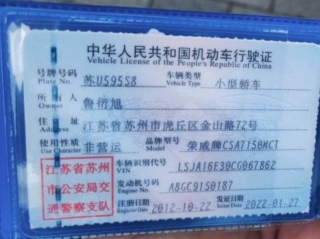 中华人民共和国机动车行驶证
Vehicle License of the People's Republic of China
号牌号码 苏U595S8 车辆类型 小型轿车
Plate No. Vehicle Type
所有人 鲁衍旭
Owner
住址 江苏省苏州市虎丘区金山路72号
Address
使用性质 非营运 品牌型号 荣威牌CSA7150MCT
Use Character Model
江苏省苏州 车辆识别代号 LSJA16E30CG067862
市公安局交 VIN
通警察支队 发动机号码 A8GC9150187
Engine No.
注册日期 2012-10-22 发证日期 2022-01-27
Register Date Issue Date